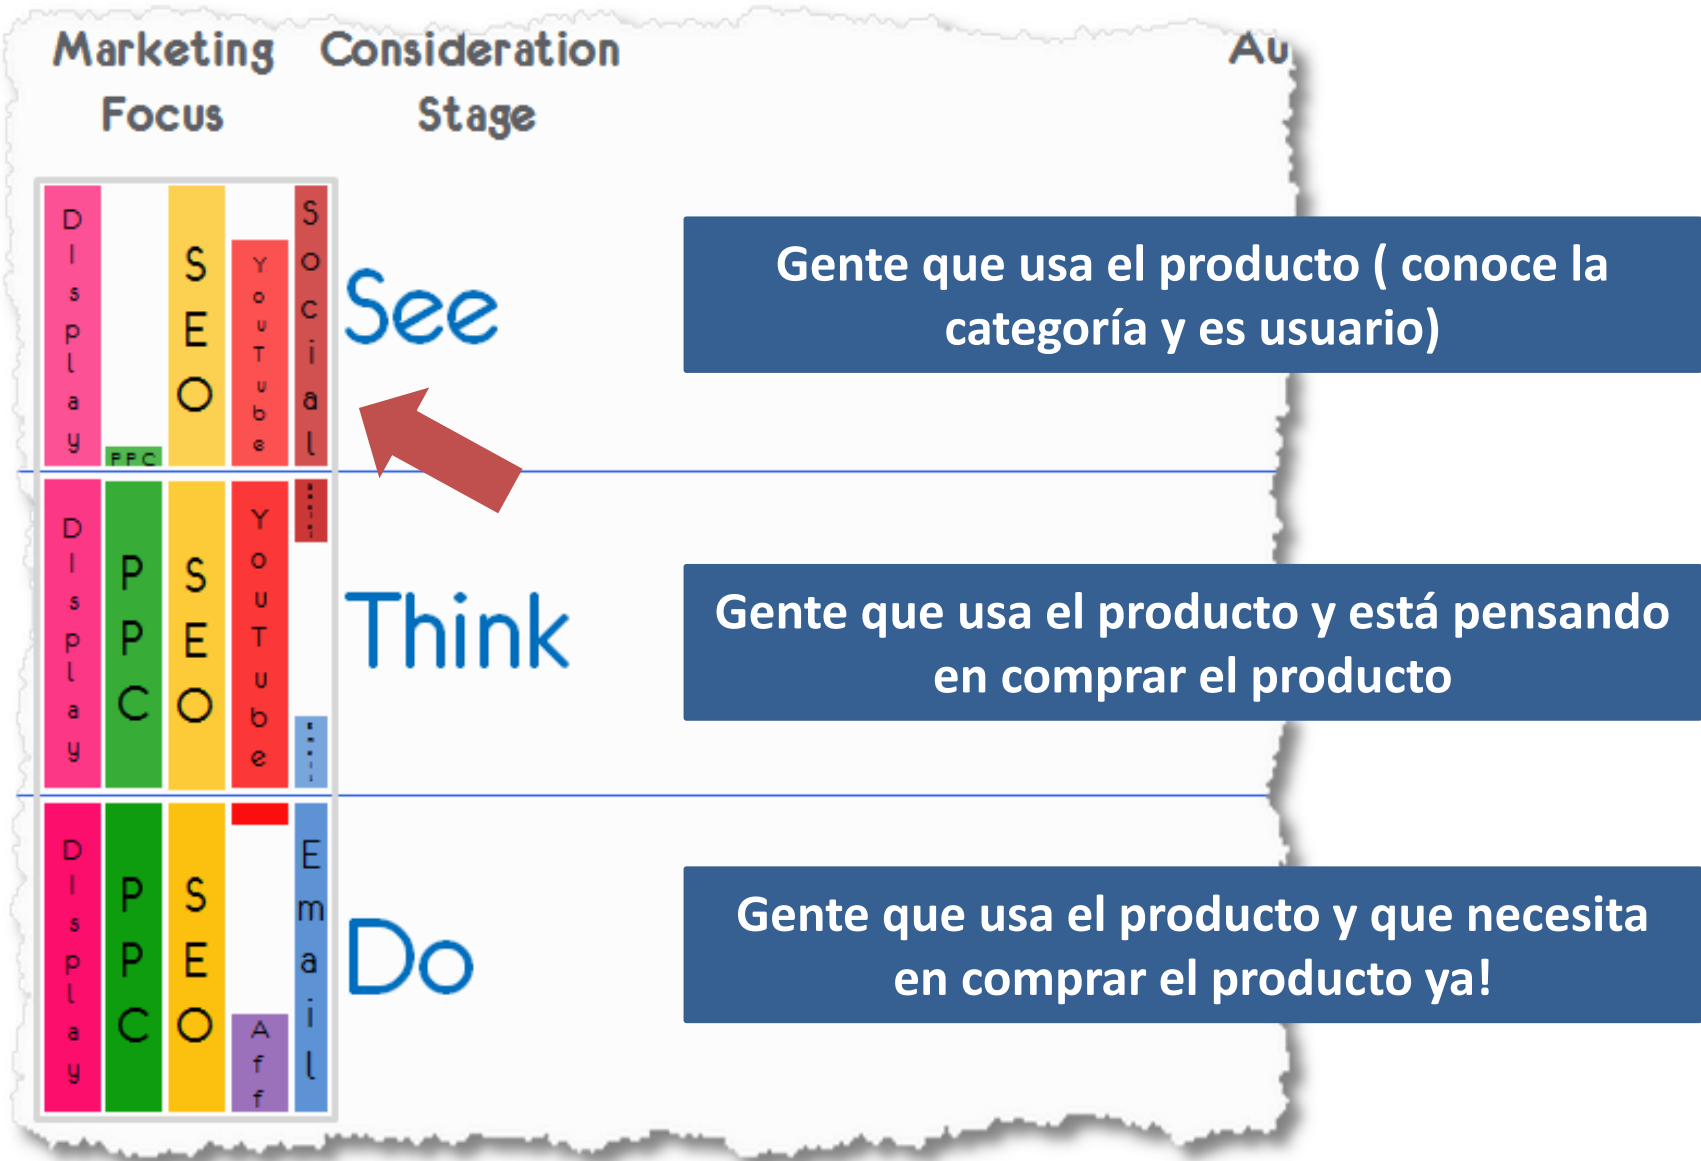 Marketing Focus
Consideration Stage
Au
Display
PPC
SEO
YouTube
Social
See
Gente que usa el producto ( conoce la
categoría y es usuario)
Display
PPC
SEO
YouTube
Think
Gente que usa el producto y está pensando
en comprar el producto
Display
PPC
SEO
Aff
Email
Do
Gente que usa el producto y que necesita
en comprar el producto ya!